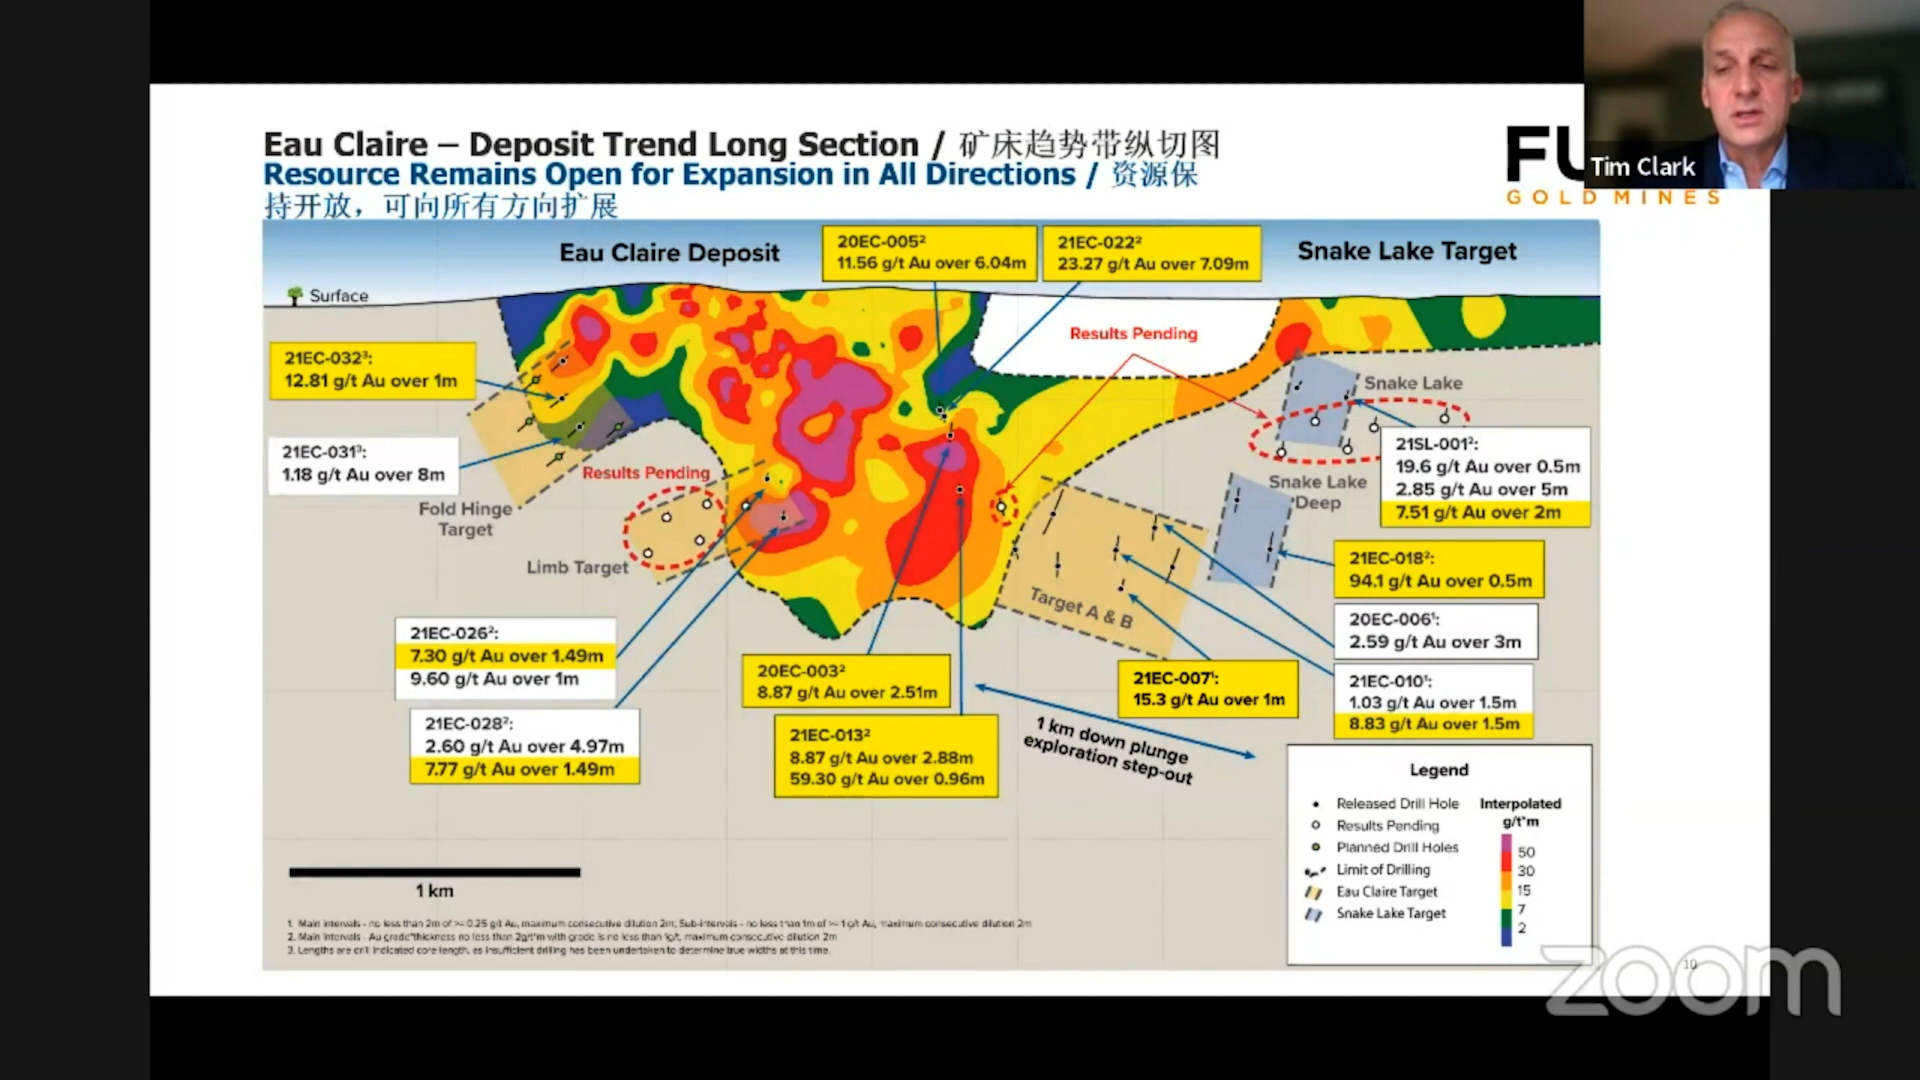 Eau Claire – Deposit Trend Long Section / 矿床趋势带纵切图
Resource Remains Open for Expansion in All Directions / 资源保
持开放，可向所有方向扩展
FU
GOLD MINES
Tim Clark
Eau Claire Deposit
Snake Lake Target
20EC-005²
11.56 g/t Au over 6.04m
21EC-022²
23.27 g/t Au over 7.09m
Surface
Results Pending
21EC-032³:
12.81 g/t Au over 1m
21EC-031³:
1.18 g/t Au over 8m
Fold Hinge
Target
Results Pending
Limb Target
Snake Lake
21SL-001²:
19.6 g/t Au over 0.5m
2.85 g/t Au over 5m
7.51 g/t Au over 2m
Snake Lake
Deep
21EC-018²:
94.1 g/t Au over 0.5m
Target A & B
20EC-006¹:
2.59 g/t Au over 3m
21EC-026²:
7.30 g/t Au over 1.49m
9.60 g/t Au over 1m
20EC-003²
8.87 g/t Au over 2.51m
21EC-007¹:
15.3 g/t Au over 1m
21EC-010¹:
1.03 g/t Au over 1.5m
8.83 g/t Au over 1.5m
21EC-028²:
2.60 g/t Au over 4.97m
7.77 g/t Au over 1.49m
21EC-013²
8.87 g/t Au over 2.88m
59.30 g/t Au over 0.96m
1 km down plunge
exploration step-out
Legend
Released Drill Hole
Results Pending
Planned Drill Holes
Limit of Drilling
Eau Claire Target
Snake Lake Target
Interpolated
g/t*m
50
30
15
7
2
1 km
1. Main intervals - no less than 2m of >= 0.25 g/t Au, maximum consecutive dilution 2m; Sub-intervals - no less than 1m of >= 1 g/t Au, maximum consecutive dilution 2m
2. Main intervals - Au grade*thickness no less than 2g/t*m with grade is no less than 1g/t, maximum consecutive dilution 2m
3. Lengths are drill indicated core length, as insufficient drilling has been undertaken to determine true widths at this time.
10
zoom